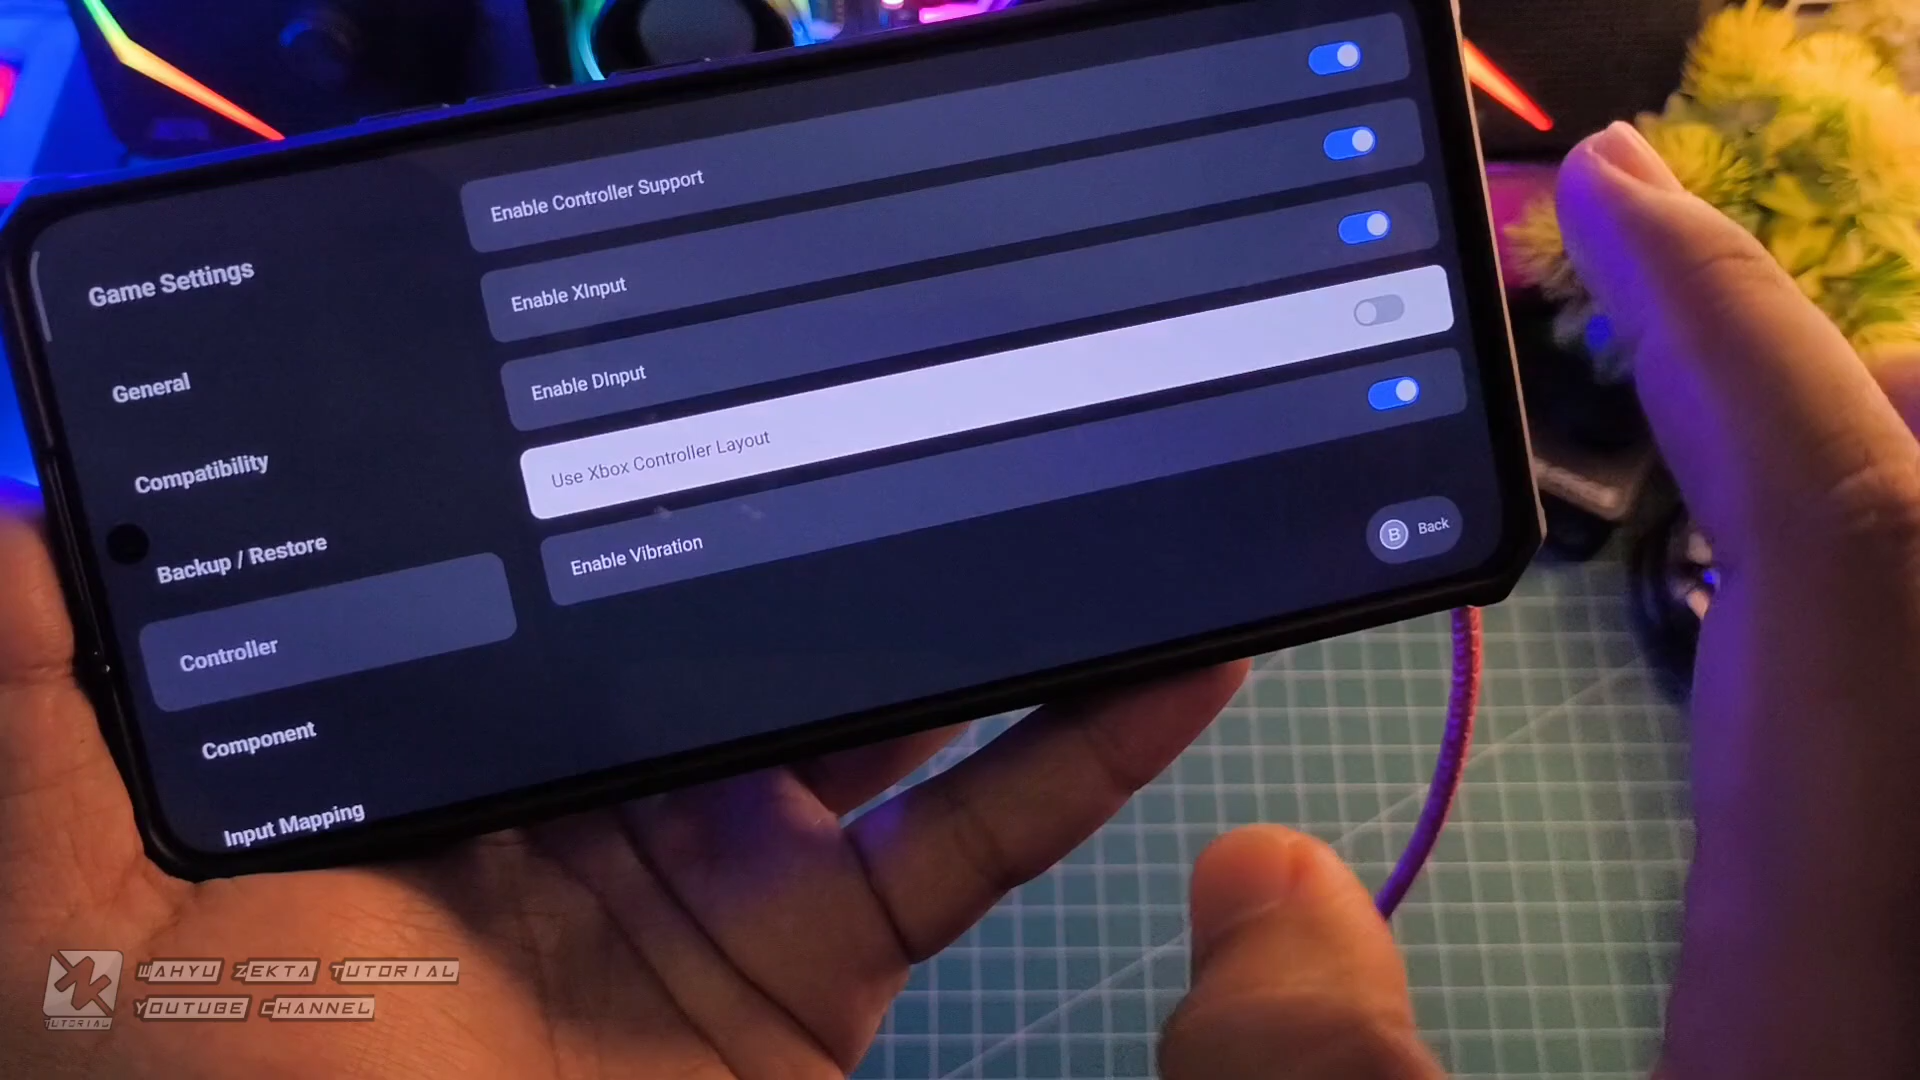 Game Settings
General
Compatibility
Backup / Restore
Controller
Component
Input Mapping
Enable Controller Support
Enable XInput
Enable DInput
Use Xbox Controller Layout
Enable Vibration
B Back
WAHYU ZEKTA TUTORIAL
YOUTUBE CHANNEL
TUTORIAL